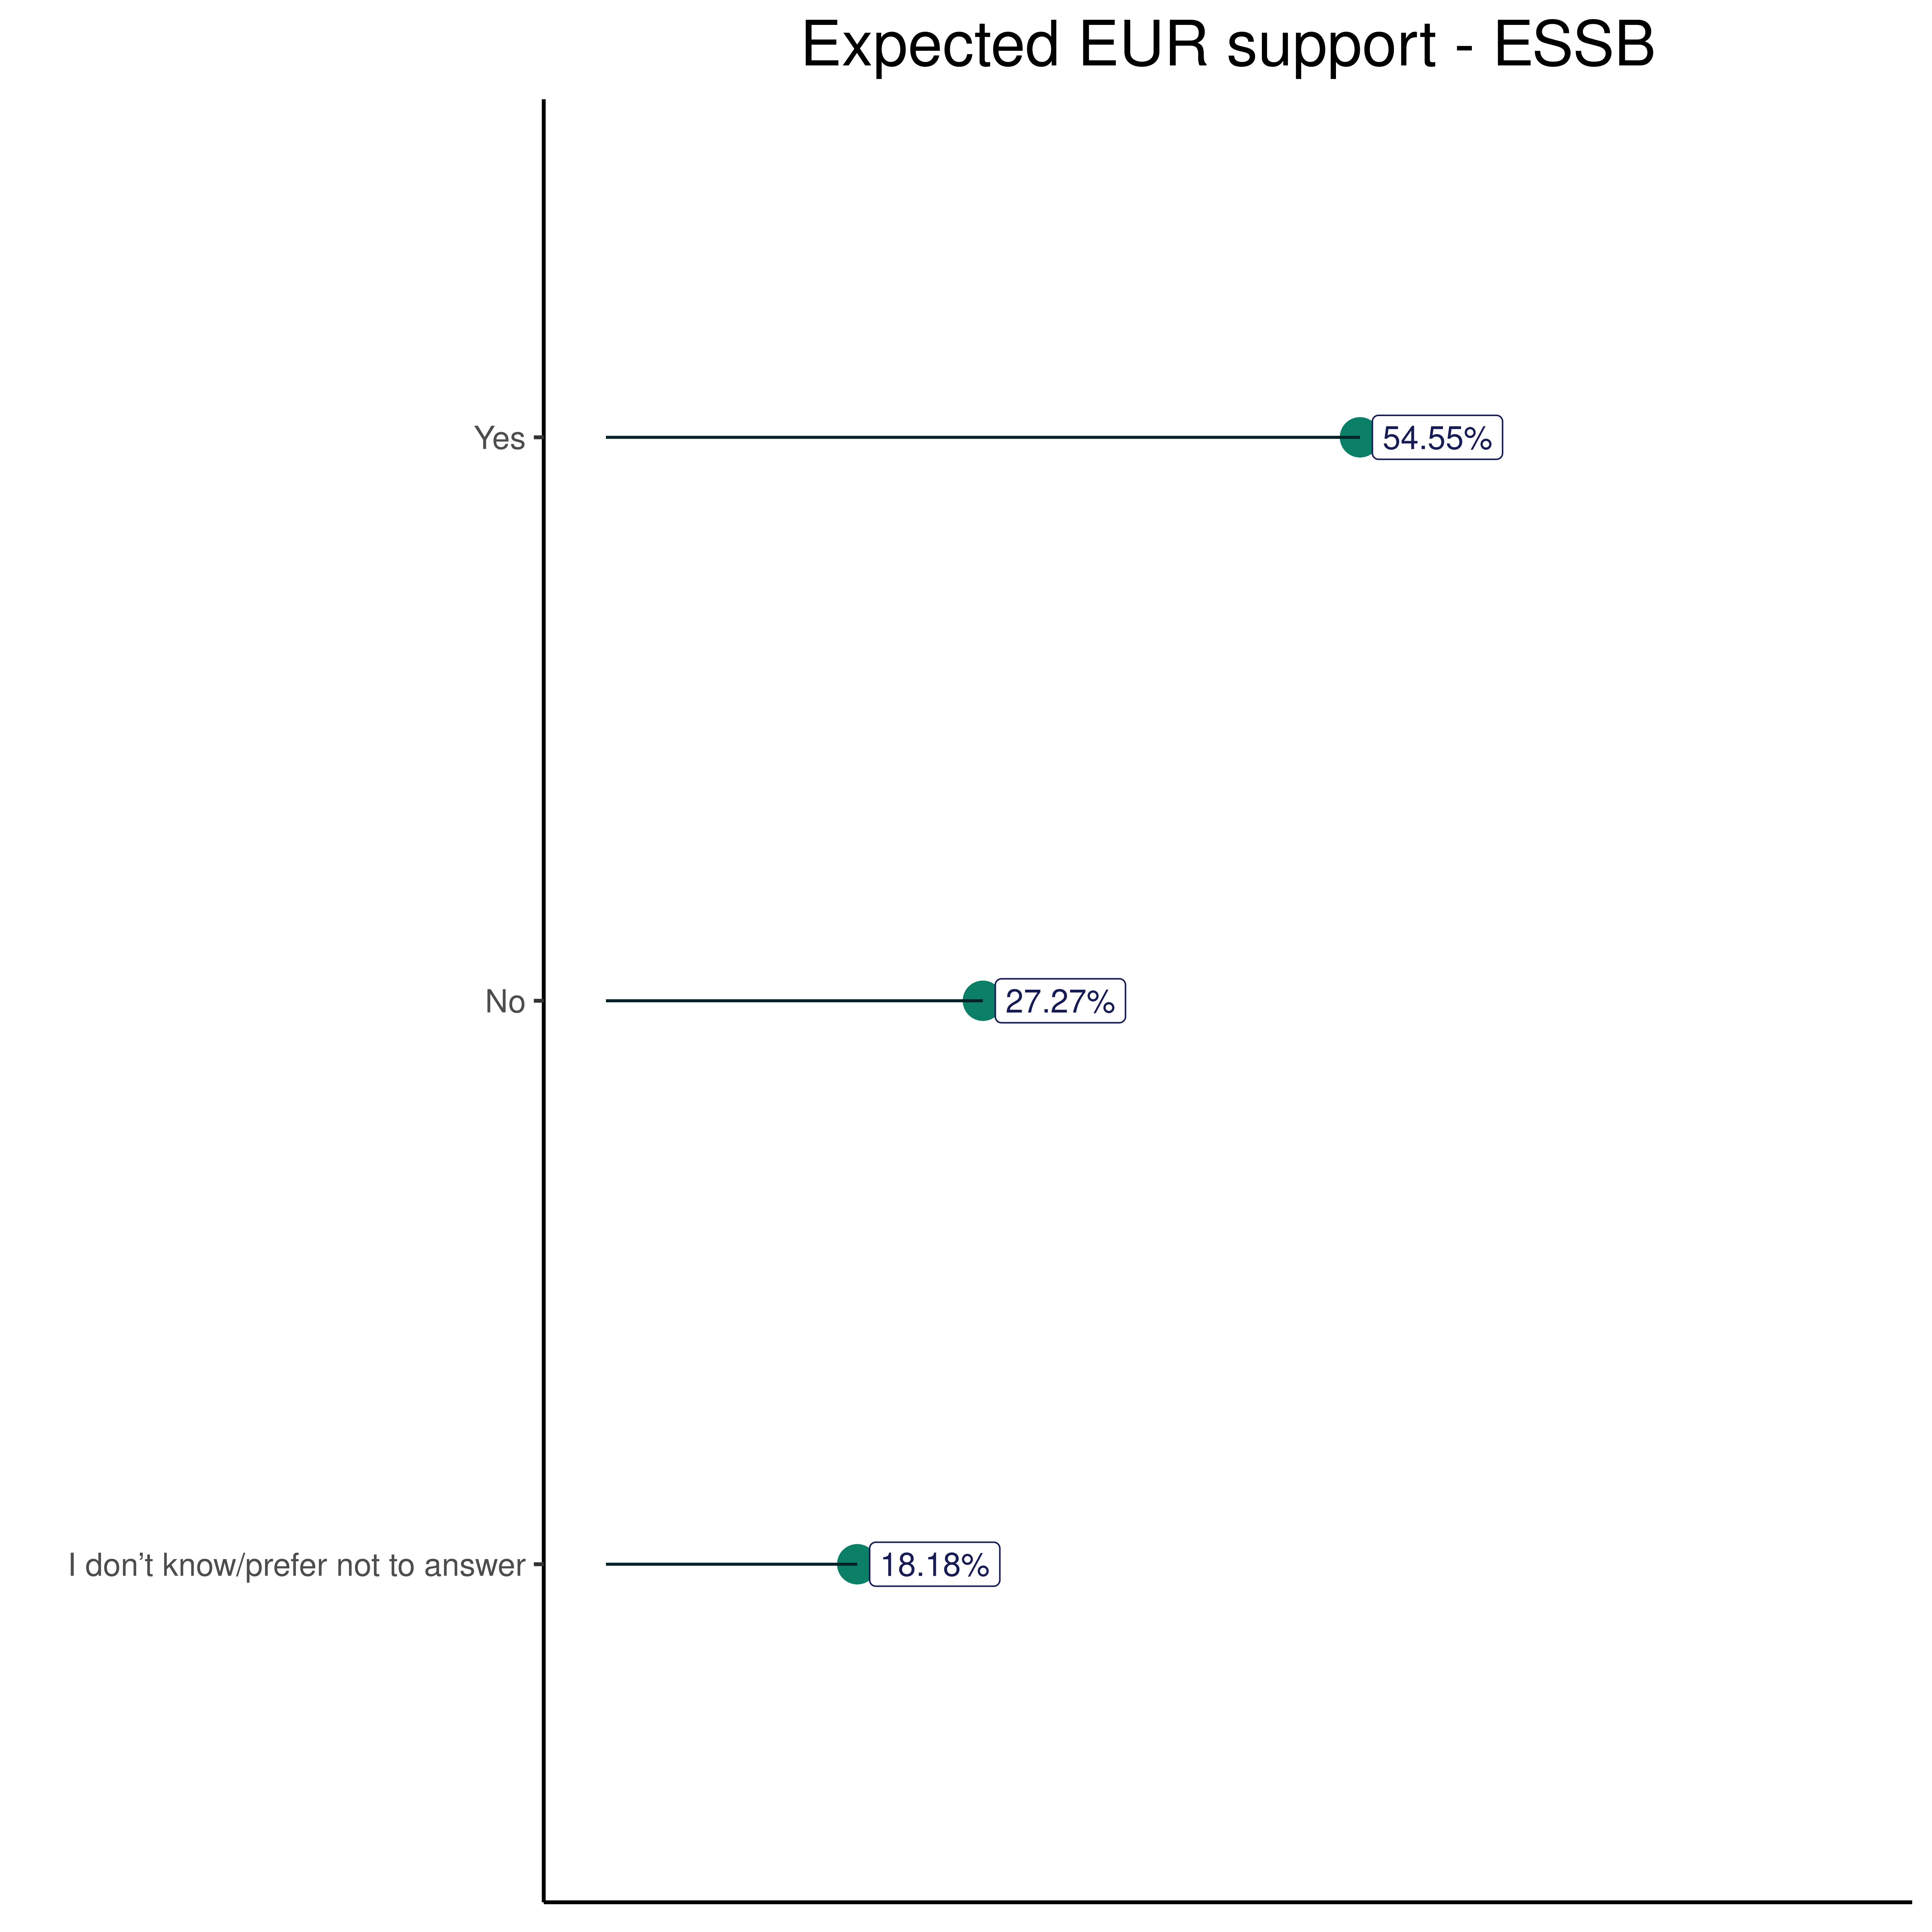 Expected EUR support - ESSB
Yes
54.55%
No
27.27%
I don’t know/prefer not to answer
18.18%